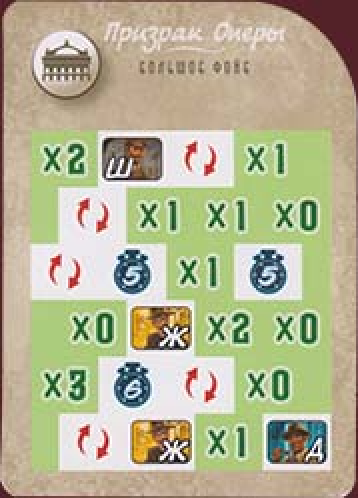 Призрак Оперы
БОЛЬШОЕ ФОЙЕ
X2 Ш X1
X1 X1 X0
5 X1 5
X0 Ж X2 X0
X3 6 X0
Ж X1 Д